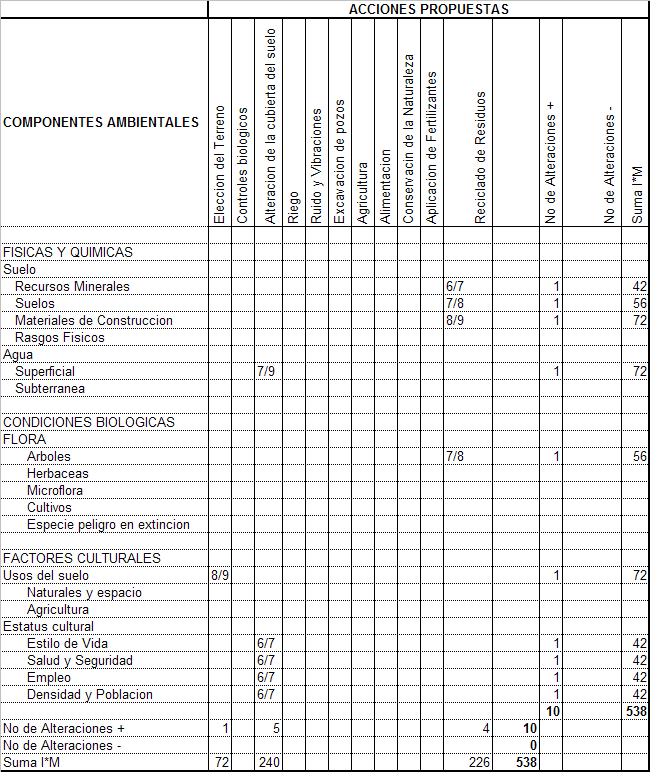 ACCIONES PROPUESTAS
COMPONENTES AMBIENTALES
Eleccion del Terreno
Controles biologicos
Alteracion de la cubierta del suelo
Riego
Ruido y Vibraciones
Excavacion de pozos
Agricultura
Alimentacion
Conservacin de la Naturaleza
Aplicacion de Fertilizantes
Reciclado de Residuos
No de Alteraciones +
No de Alteraciones -
Suma I*M
FISICAS Y QUIMICAS
Suelo
Recursos Minerales 6/7 1 42
Suelos 7/8 1 56
Materiales de Construccion 8/9 1 72
Rasgos Fisicos
Agua
Superficial 7/9 1 72
Subterranea
CONDICIONES BIOLOGICAS
FLORA
Arboles 7/8 1 56
Herbaceas
Microflora
Cultivos
Especie peligro en extincion
FACTORES CULTURALES
Usos del suelo 8/9 1 72
Naturales y espacio
Agricultura
Estatus cultural
Estilo de Vida 6/7 1 42
Salud y Seguridad 6/7 1 42
Empleo 6/7 1 42
Densidad y Poblacion 6/7 1 42
10 538
No de Alteraciones + 1 5 4 10
No de Alteraciones - 0
Suma I*M 72 240 226 538